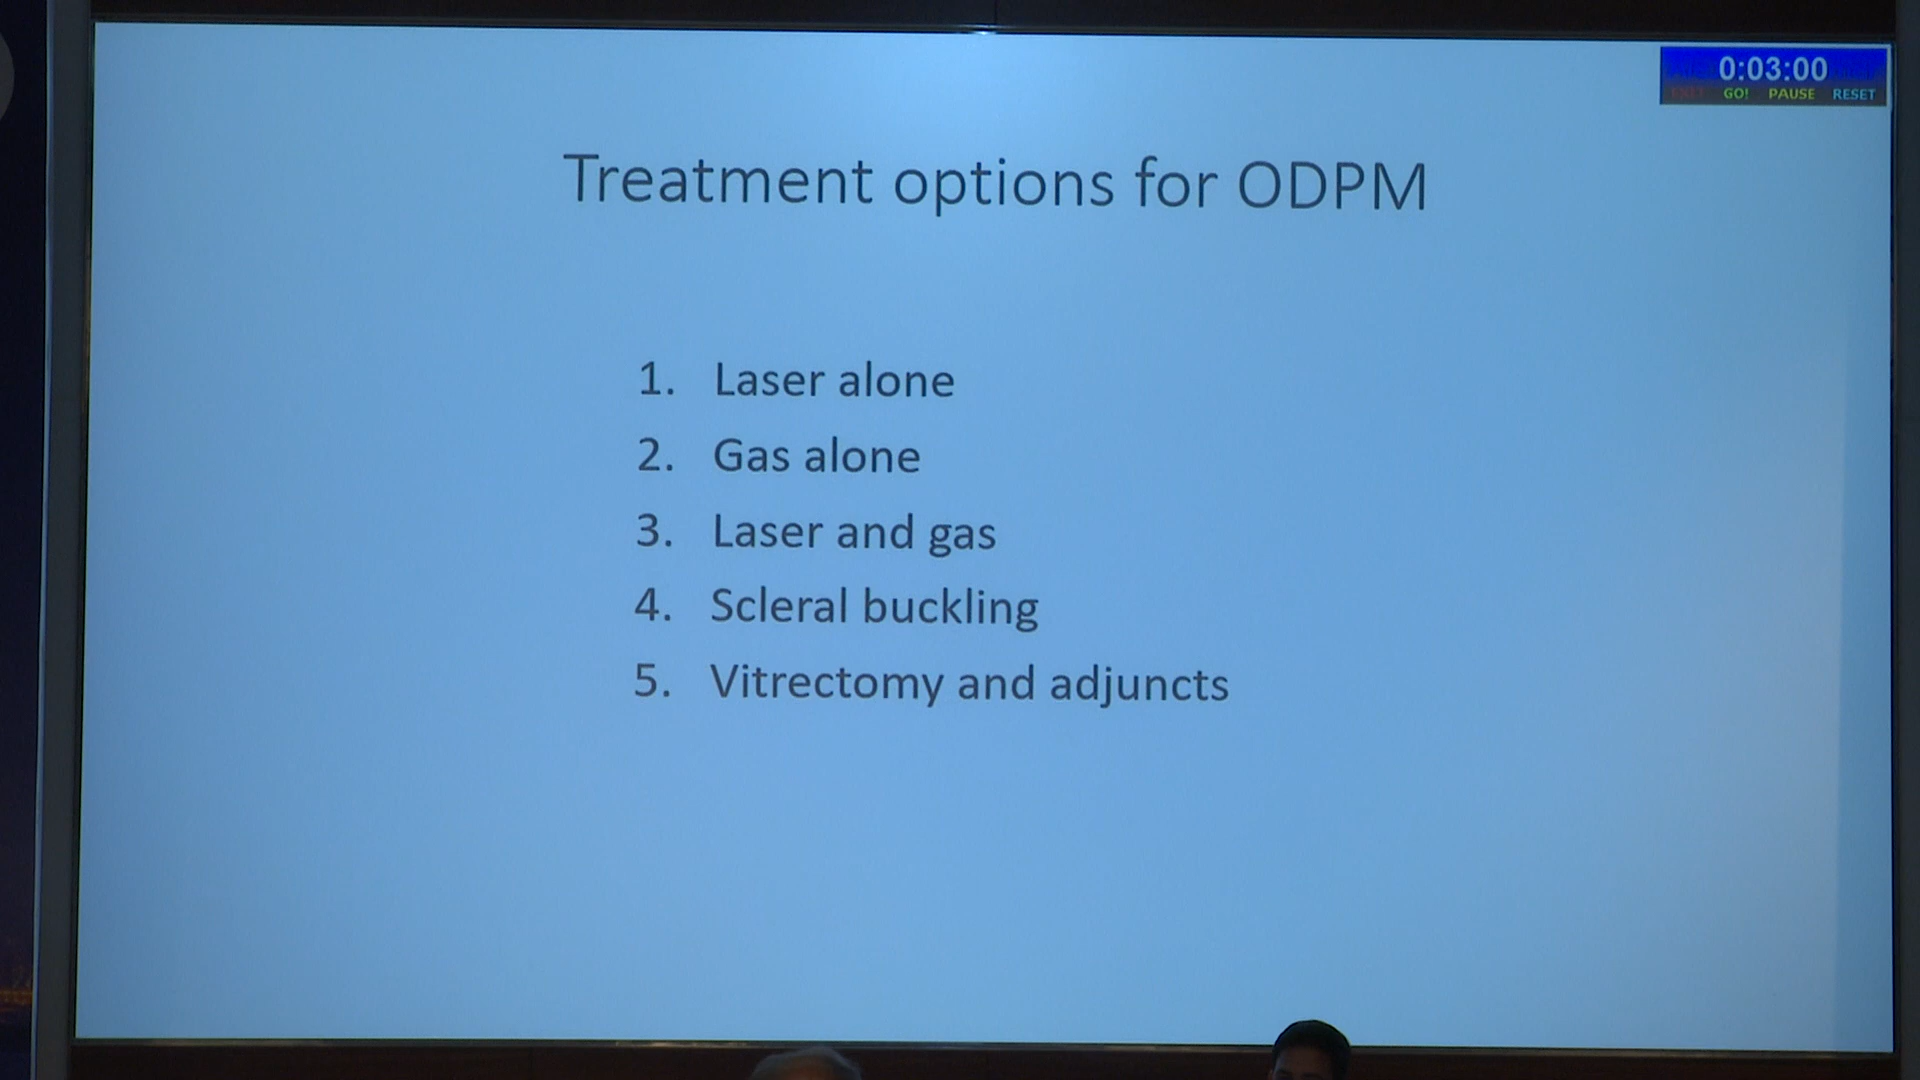 0:03:00
EXIT GO! PAUSE RESET
Treatment options for ODPM
1. Laser alone
2. Gas alone
3. Laser and gas
4. Scleral buckling
5. Vitrectomy and adjuncts